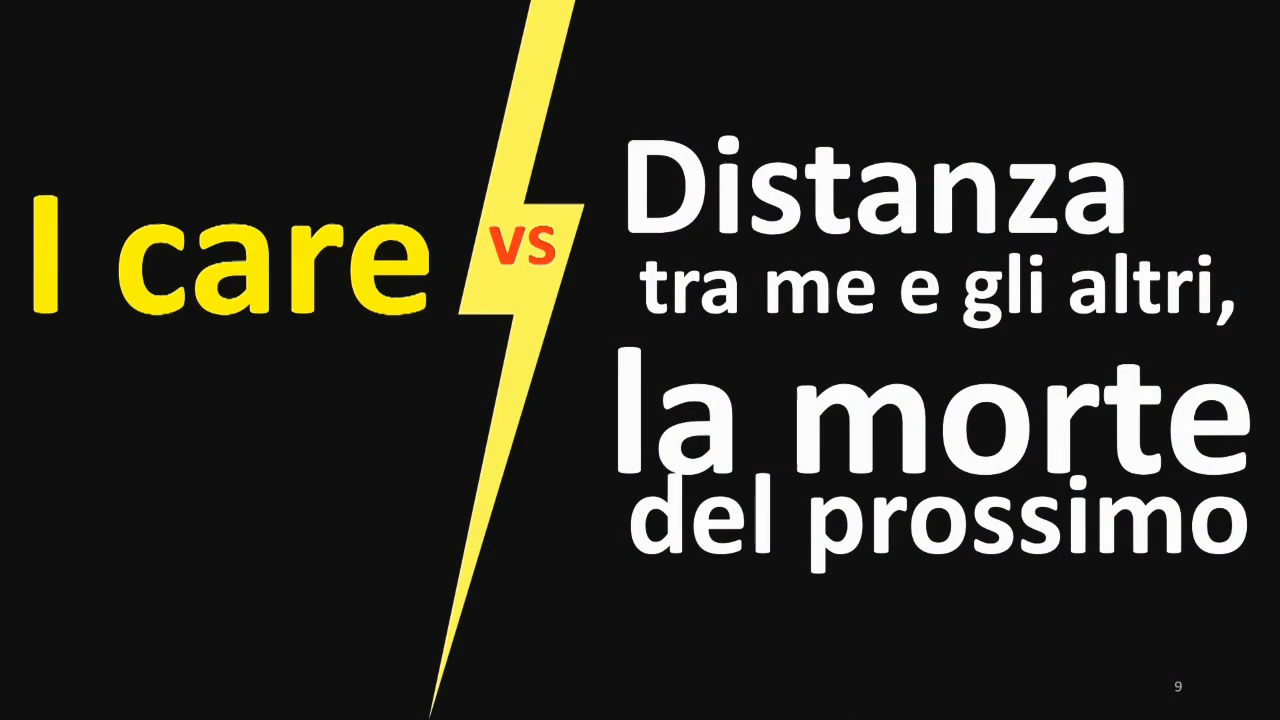 I care
vs
Distanza
tra me e gli altri,
la morte
del prossimo
9